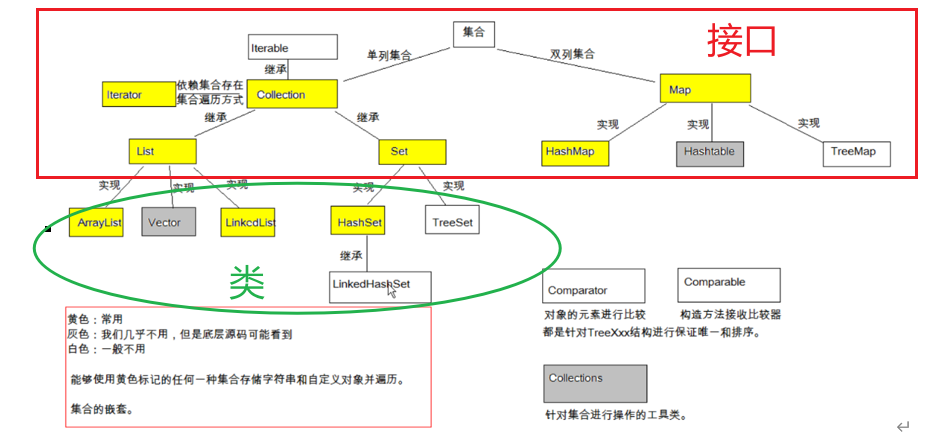 集合
接口
Iterable
单列集合
双列集合
继承
Iterator
依赖集合存在
集合遍历方式
Collection
Map
继承
继承
实现
实现
实现
List
Set
HashMap
Hashtable
TreeMap
实现
实现
实现
实现
实现
ArrayList
Vector
LinkedList
HashSet
TreeSet
继承
类
LinkedHashSet
Comparator
Comparable
对象的元素进行比较
构造方法接收比较器
都是针对TreeXxx结构进行保证唯一和排序。
黄色：常用
灰色：我们几乎不用，但是底层源码可能看到
白色：一般不用
能够使用黄色标记的任何一种集合存储字符串和自定义对象并遍历。
集合的嵌套。
Collections
针对集合进行操作的工具类。